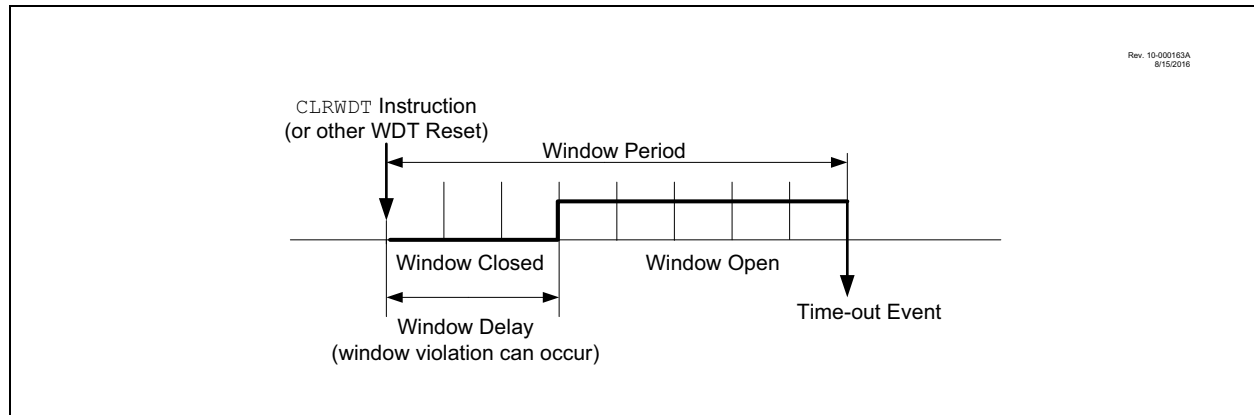 Rev. 10-000163A
8/15/2016
CLRWDT Instruction
(or other WDT Reset)
Window Period
Window Closed
Window Open
Window Delay
(window violation can occur)
Time-out Event